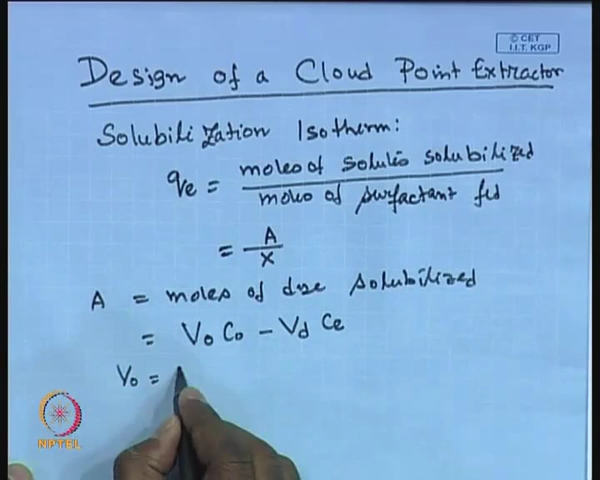 © CET
I.I.T. KGP
Design of a Cloud Point Extractor
Solubilization Isotherm:
qe = moles of solute solubilized
moles of surfactant fed
= A
X
A = moles of dye solubilized
= V0 C0 - Vd Ce
V0 =
NPTEL